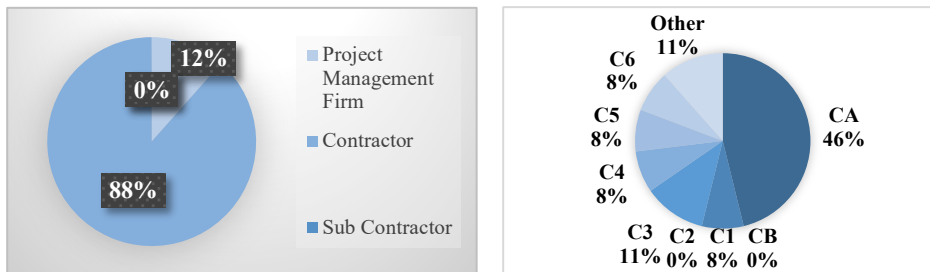 12%
0%
88%
Project
Management
Firm
Contractor
Sub Contractor
Other
11%
C6
8%
C5
8%
C4
8%
C3
11%
C2
0%
C1
8%
CB
0%
CA
46%